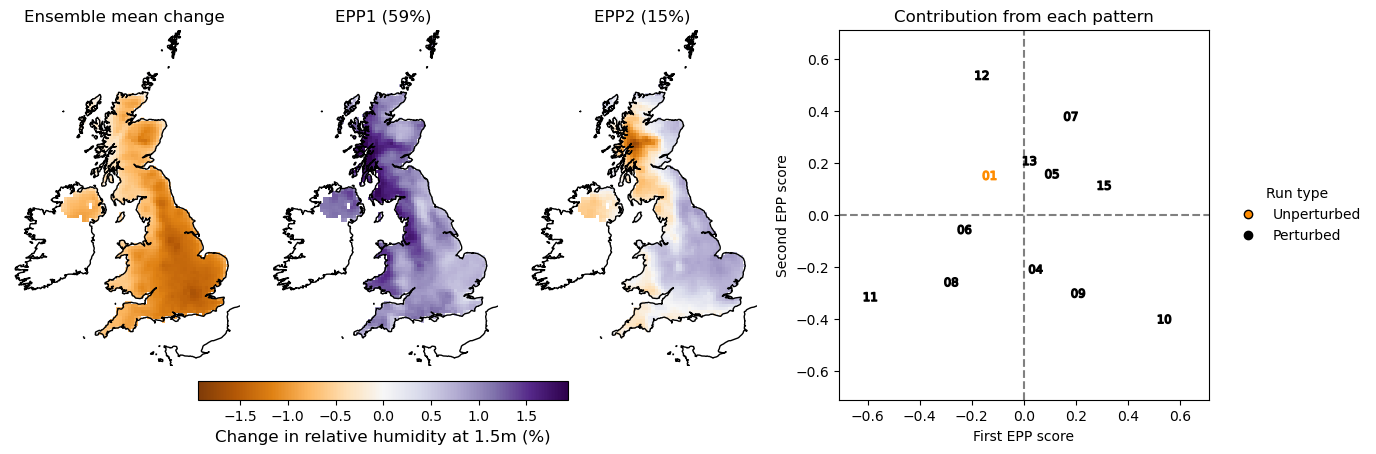 Ensemble mean change
EPP1 (59%)
EPP2 (15%)
−1.5 −1.0 −0.5 0.0 0.5 1.0 1.5
Change in relative humidity at 1.5m (%)
Contribution from each pattern
Second EPP score
0.6
0.4
0.2
0.0
−0.2
−0.4
−0.6
12
07
13
05
01
15
06
04
08
09
11
10
−0.6 −0.4 −0.2 0.0 0.2 0.4 0.6
First EPP score
Run type
Unperturbed
Perturbed